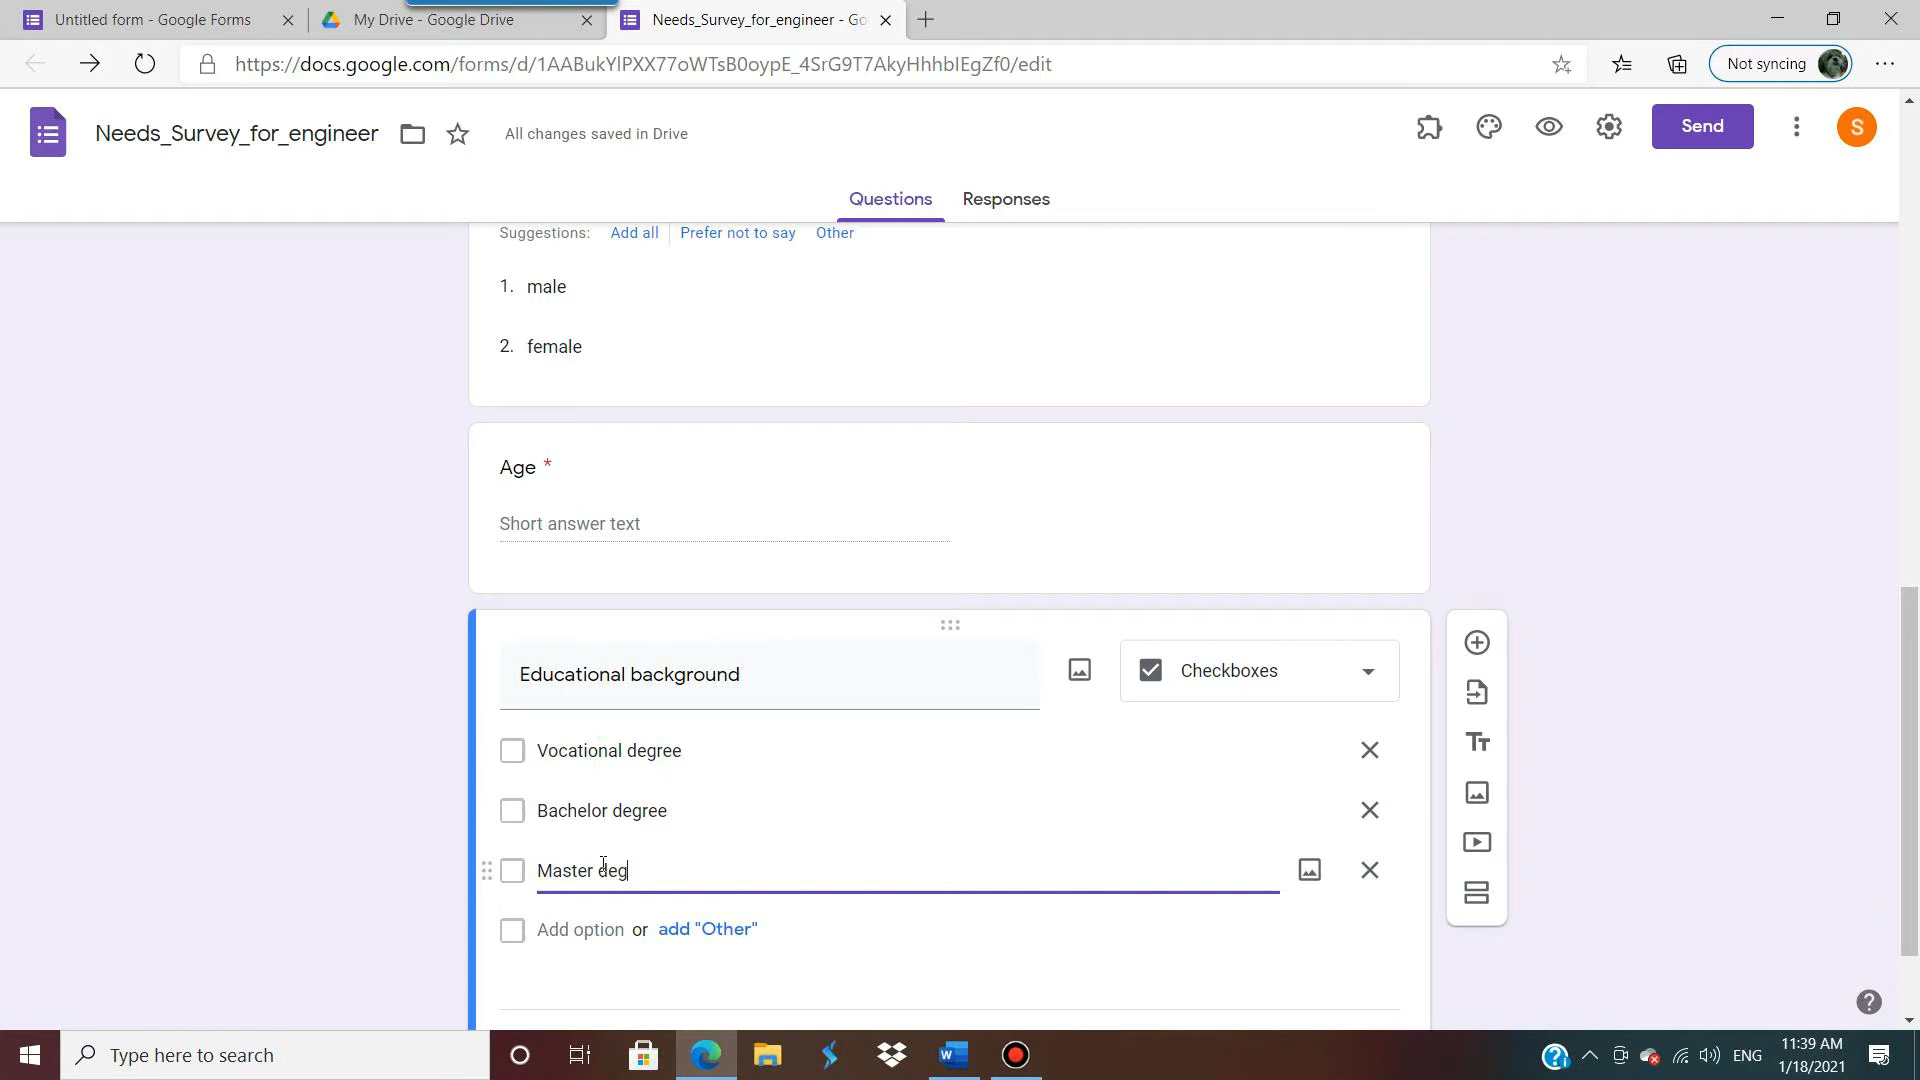 Untitled form - Google Forms
My Drive - Google Drive
Needs_Survey_for_engineer - Go
https://docs.google.com/forms/d/1AABukYlPXX77oWTsB0oypE_4SrG9T7AkyHhhbIEgZf0/edit
Not syncing
Needs_Survey_for_engineer
All changes saved in Drive
Send
S
Questions
Responses
Suggestions: Add all Prefer not to say Other
1. male
2. female
Age *
Short answer text
Educational background
Checkboxes
Vocational degree
Bachelor degree
Master deg
Add option or add "Other"
Tт
Type here to search
W
ENG
11:39 AM
1/18/2021